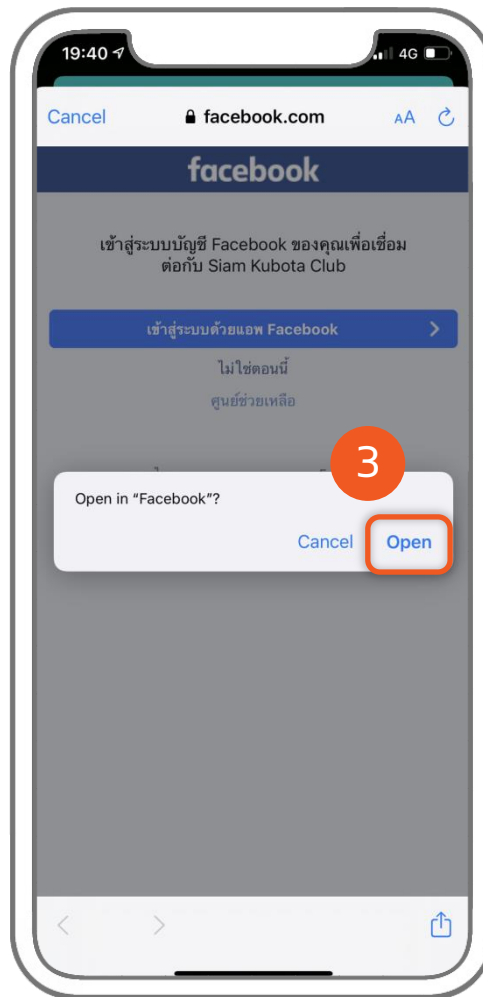 19:40
4G
Cancel facebook.com AA
facebook
เข้าสู่ระบบบัญชี Facebook ของคุณเพื่อเชื่อม
ต่อกับ Siam Kubota Club
เข้าสู่ระบบด้วยแอพ Facebook
ไม่ใช่ตอนนี้
ศูนย์ช่วยเหลือ
3
Open in “Facebook”?
Cancel Open